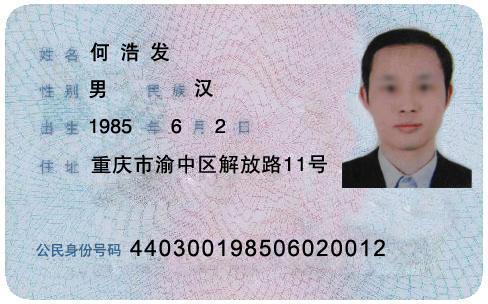 姓名 何浩发
性别 男 民族 汉
出生 1985 年 6 月 2 日
住址 重庆市渝中区解放路11号
公民身份号码 440300198506020012